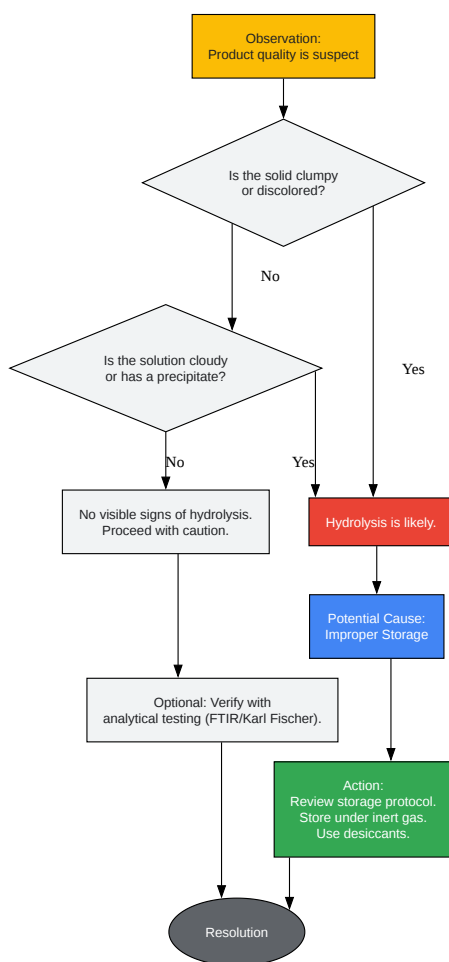 Observation:
Product quality is suspect
Is the solid clumpy
or discolored?
No
Yes
Is the solution cloudy
or has a precipitate?
No
Yes
No visible signs of hydrolysis.
Proceed with caution.
Hydrolysis is likely.
Potential Cause:
Improper Storage
Optional: Verify with
analytical testing (FTIR/Karl Fischer).
Action:
Review storage protocol.
Store under inert gas.
Use desiccants.
Resolution